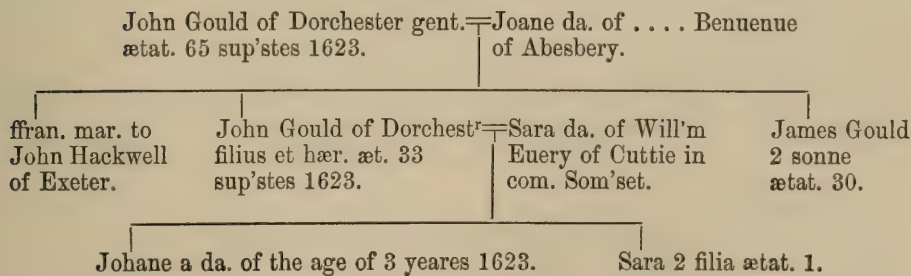 John Gould of Dorchester gent.=Joane da. of .... Benuenue
ætat. 65 sup'stes 1623. of Abesbery.
ffran. mar. to
John Hackwell
of Exeter.
John Gould of Dorchestʳ=Sara da. of Will'm
filius et hær. æt. 33 Euery of Cuttie in
sup'stes 1623. com. Som'set.
James Gould
2 sonne
ætat. 30.
Johane a da. of the age of 3 yeares 1623. Sara 2 filia ætat. 1.